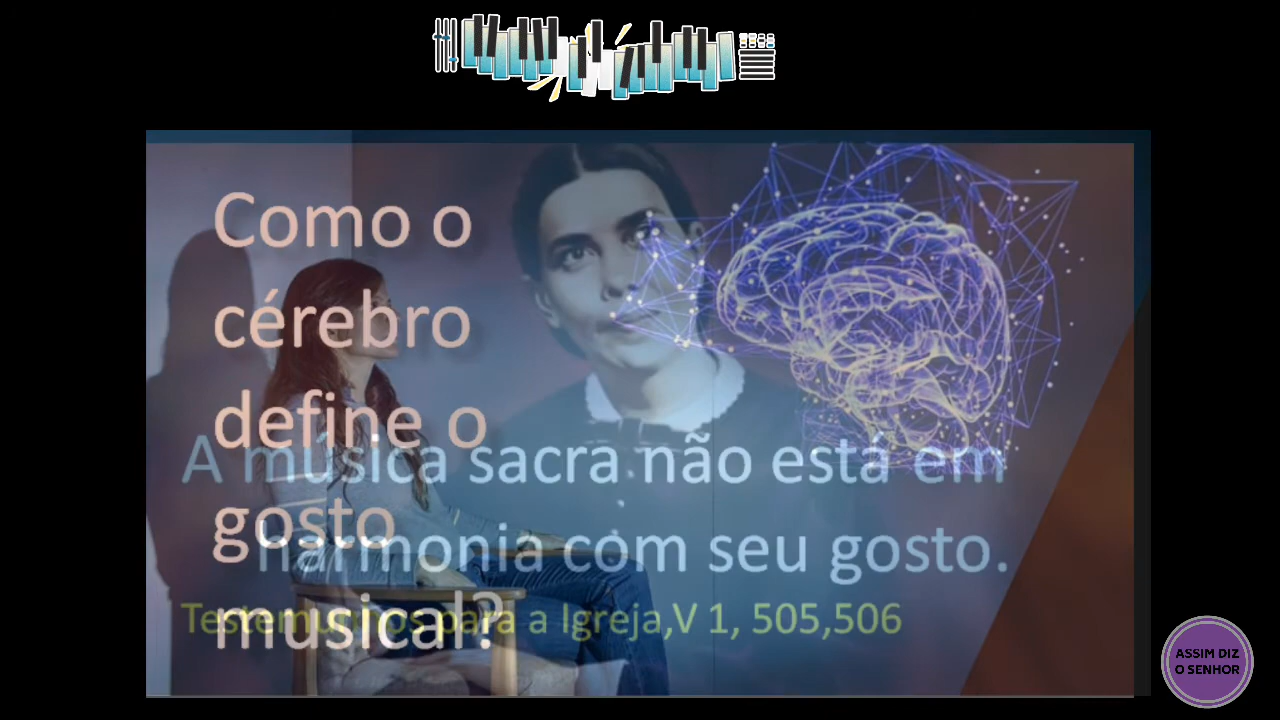 Como o
cérebro
define o
gosto
musical?
A música sacra não está em
harmonia com seu gosto.
Testemunhos para a Igreja,V 1, 505,506
ASSIM DIZ
O SENHOR